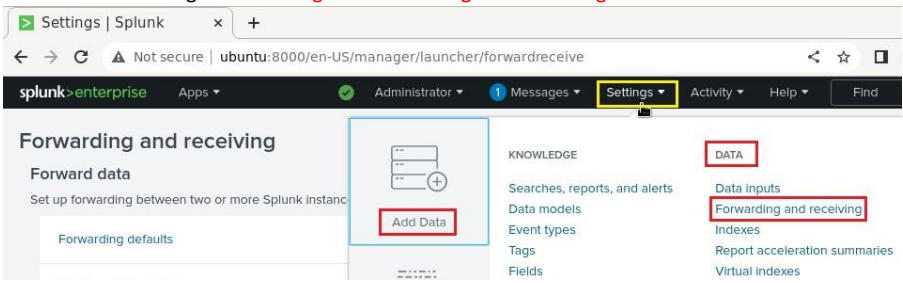 Settings | Splunk × +
Not secure | ubuntu:8000/en-US/manager/launcher/forwardreceive
splunk>enterprise Apps ▾ Administrator ▾ 1 Messages ▾ Settings ▾ Activity ▾ Help ▾ Find
Forwarding and receiving
Forward data
Set up forwarding between two or more Splunk instanc
Forwarding defaults
Add Data
KNOWLEDGE
Searches, reports, and alerts
Data models
Event types
Tags
Fields
DATA
Data inputs
Forwarding and receiving
Indexes
Report acceleration summaries
Virtual indexes